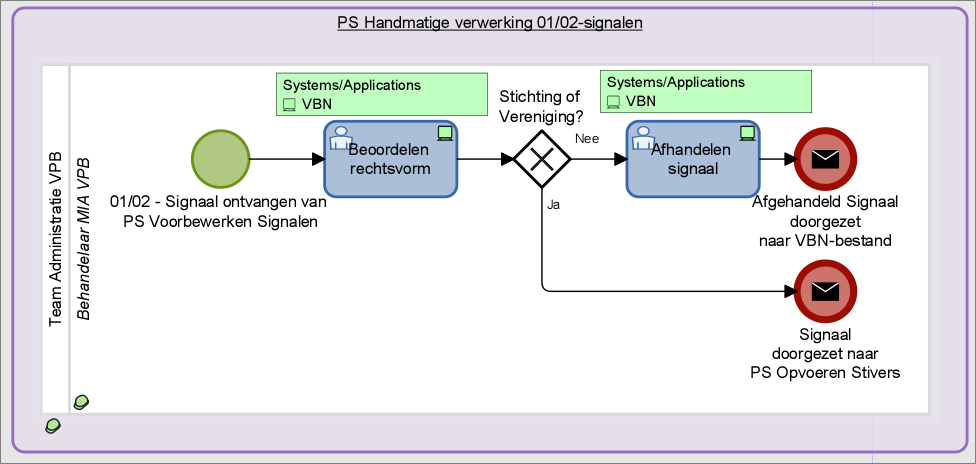 PS Handmatige verwerking 01/02-signalen
Team Administratie VPB
Behandelaar MIA VPB
Systems/Applications
VBN
01/02 - Signaal ontvangen van
PS Voorbewerken Signalen
Beoordelen
rechtsvorm
Stichting of
Vereniging?
Nee
Ja
Systems/Applications
VBN
Afhandelen
signaal
Afgehandeld Signaal
doorgezet
naar VBN-bestand
Signaal
doorgezet naar
PS Opvoeren Stivers